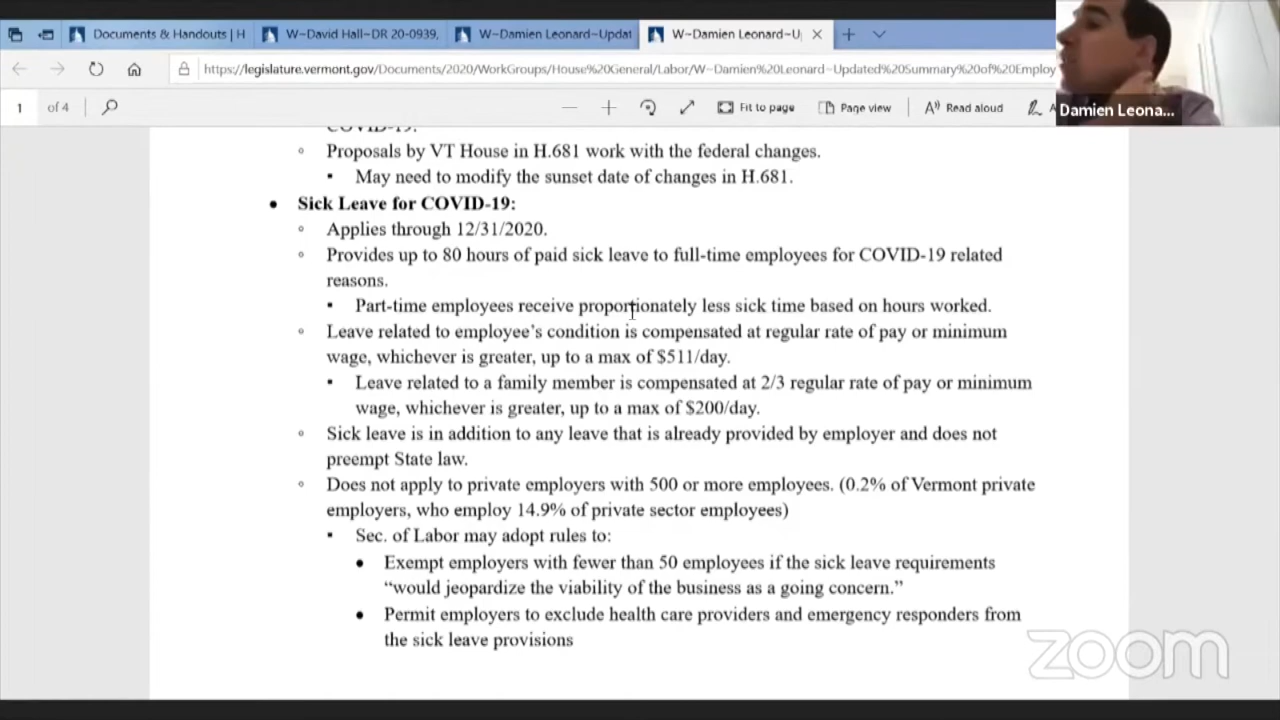 Documents & Handouts | H
W~David Hall~DR 20-0939,
W~Damien Leonard~Updat
W~Damien Leonard~U
https://legislature.vermont.gov/Documents/2020/WorkGroups/House%20General/Labor/W~Damien%20Leonard~Updated%20Summary%20of%20Employ
1 of 4
Fit to page
Page view
Read aloud
Damien Leona...
COVID-19.
Proposals by VT House in H.681 work with the federal changes.
May need to modify the sunset date of changes in H.681.
Sick Leave for COVID-19:
Applies through 12/31/2020.
Provides up to 80 hours of paid sick leave to full-time employees for COVID-19 related
reasons.
Part-time employees receive proportionately less sick time based on hours worked.
Leave related to employee's condition is compensated at regular rate of pay or minimum
wage, whichever is greater, up to a max of $511/day.
Leave related to a family member is compensated at 2/3 regular rate of pay or minimum
wage, whichever is greater, up to a max of $200/day.
Sick leave is in addition to any leave that is already provided by employer and does not
preempt State law.
Does not apply to private employers with 500 or more employees. (0.2% of Vermont private
employers, who employ 14.9% of private sector employees)
Sec. of Labor may adopt rules to:
Exempt employers with fewer than 50 employees if the sick leave requirements
“would jeopardize the viability of the business as a going concern.”
Permit employers to exclude health care providers and emergency responders from
the sick leave provisions
zoom